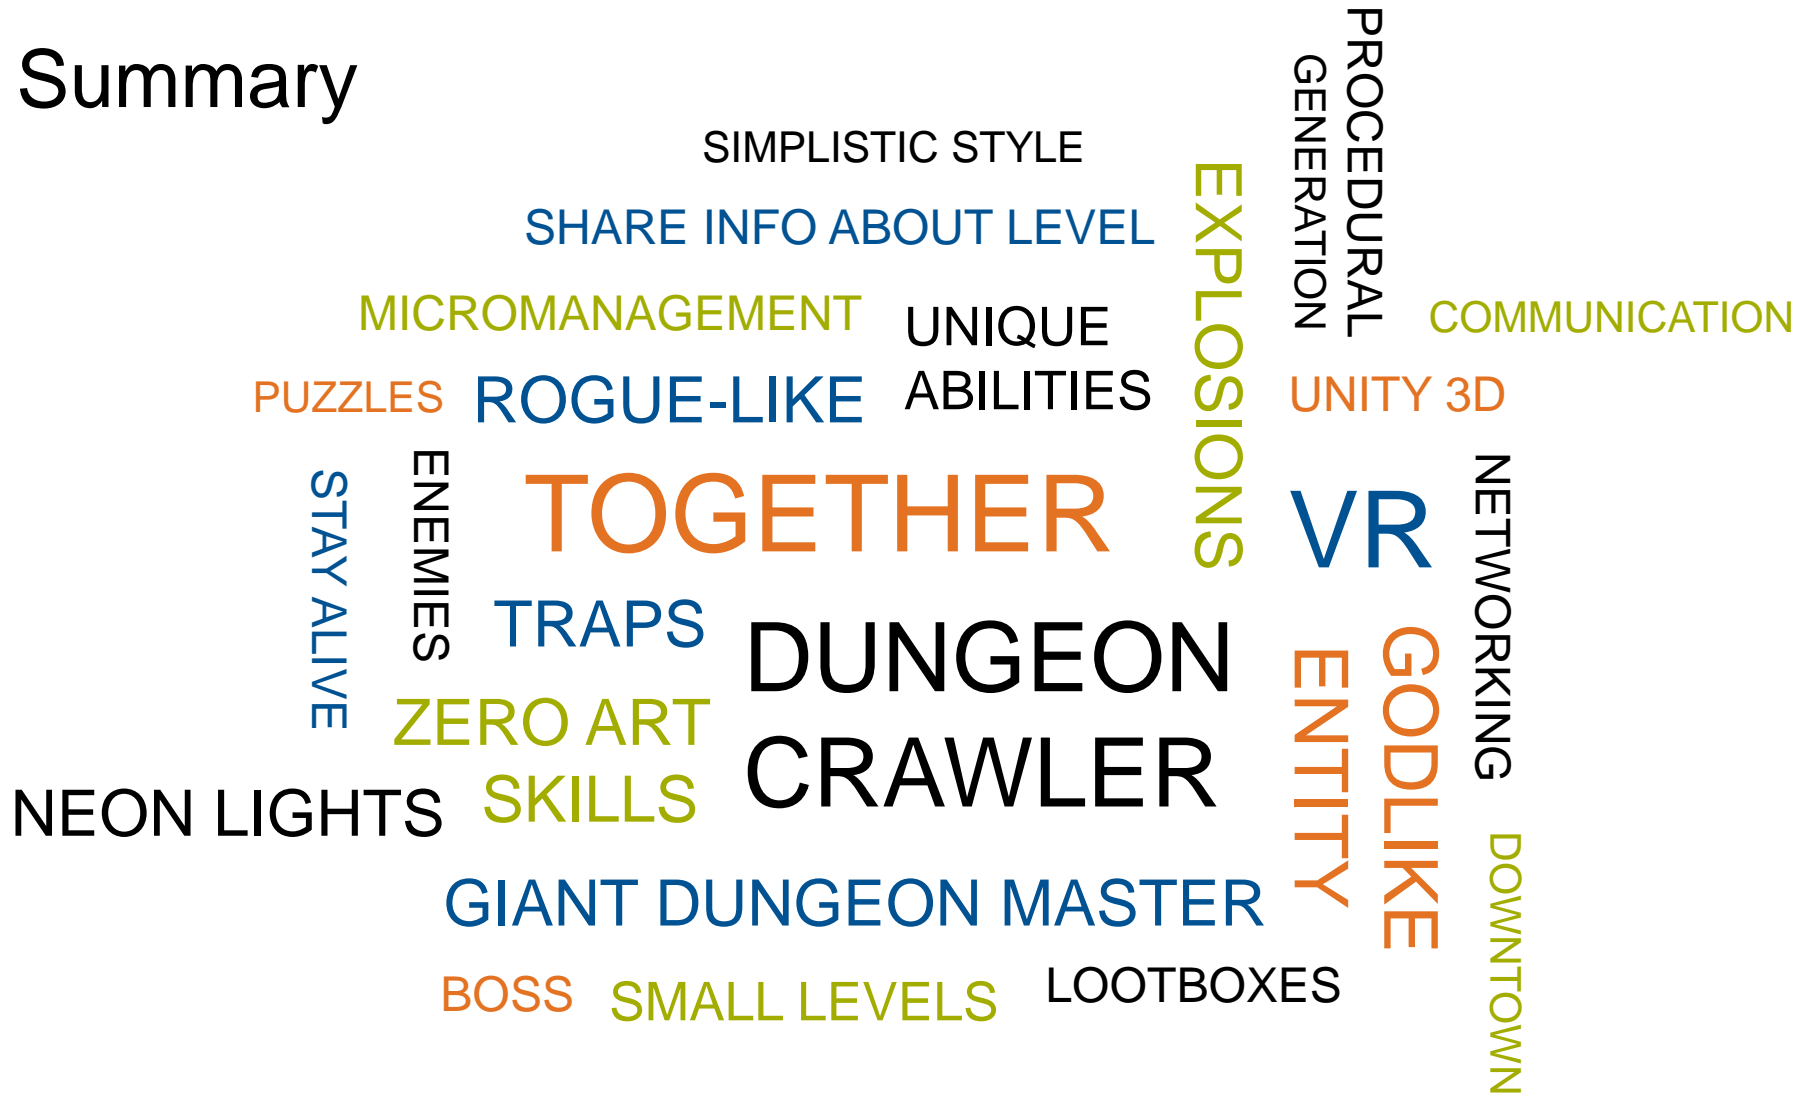 Summary
PROCEDURAL
GENERATION
SIMPLISTIC STYLE
SHARE INFO ABOUT LEVEL
EXPLOSIONS
MICROMANAGEMENT
UNIQUE
ABILITIES
COMMUNICATION
PUZZLES
ROGUE-LIKE
UNITY 3D
STAY ALIVE
ENEMIES
TOGETHER
VR
NETWORKING
TRAPS
DUNGEON
CRAWLER
GODLIKE
ENTITY
ZERO ART
SKILLS
NEON LIGHTS
GIANT DUNGEON MASTER
DOWNTOWN
BOSS
SMALL LEVELS
LOOTBOXES